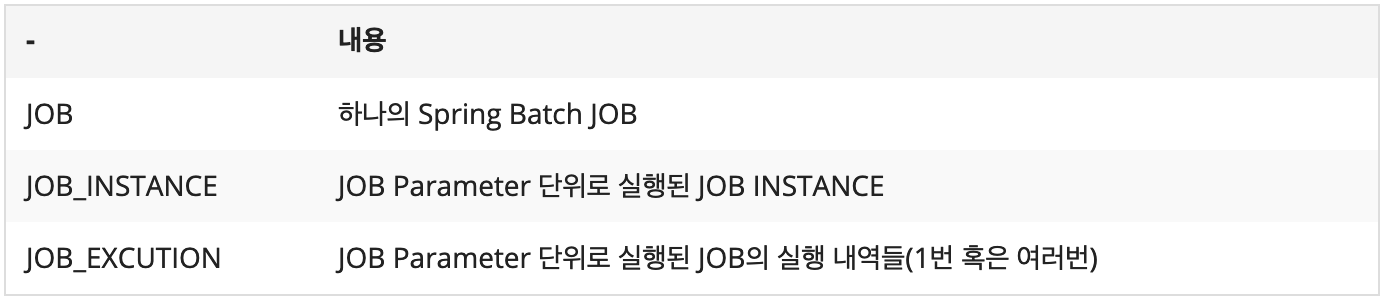 - 내용
JOB 하나의 Spring Batch JOB
JOB_INSTANCE JOB Parameter 단위로 실행된 JOB INSTANCE
JOB_EXCUTION JOB Parameter 단위로 실행된 JOB의 실행 내역들(1번 혹은 여러번)